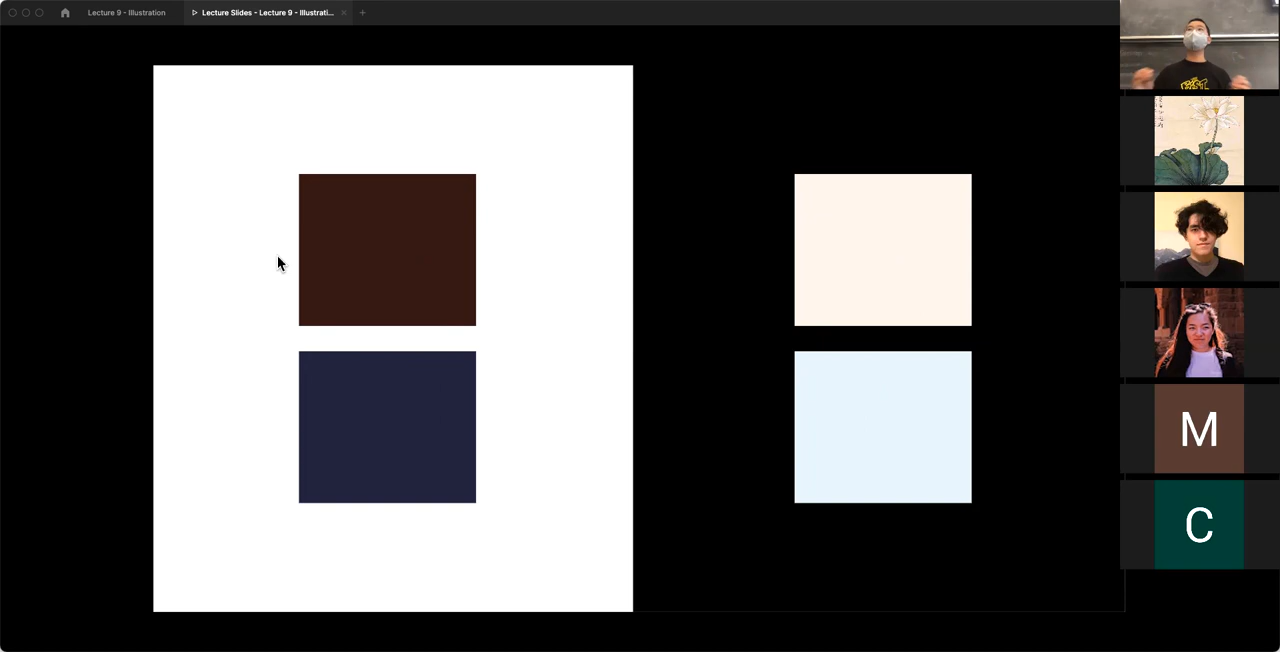 Lecture 9 - Illustration
Lecture Slides - Lecture 9 - Illustrati...
M
C